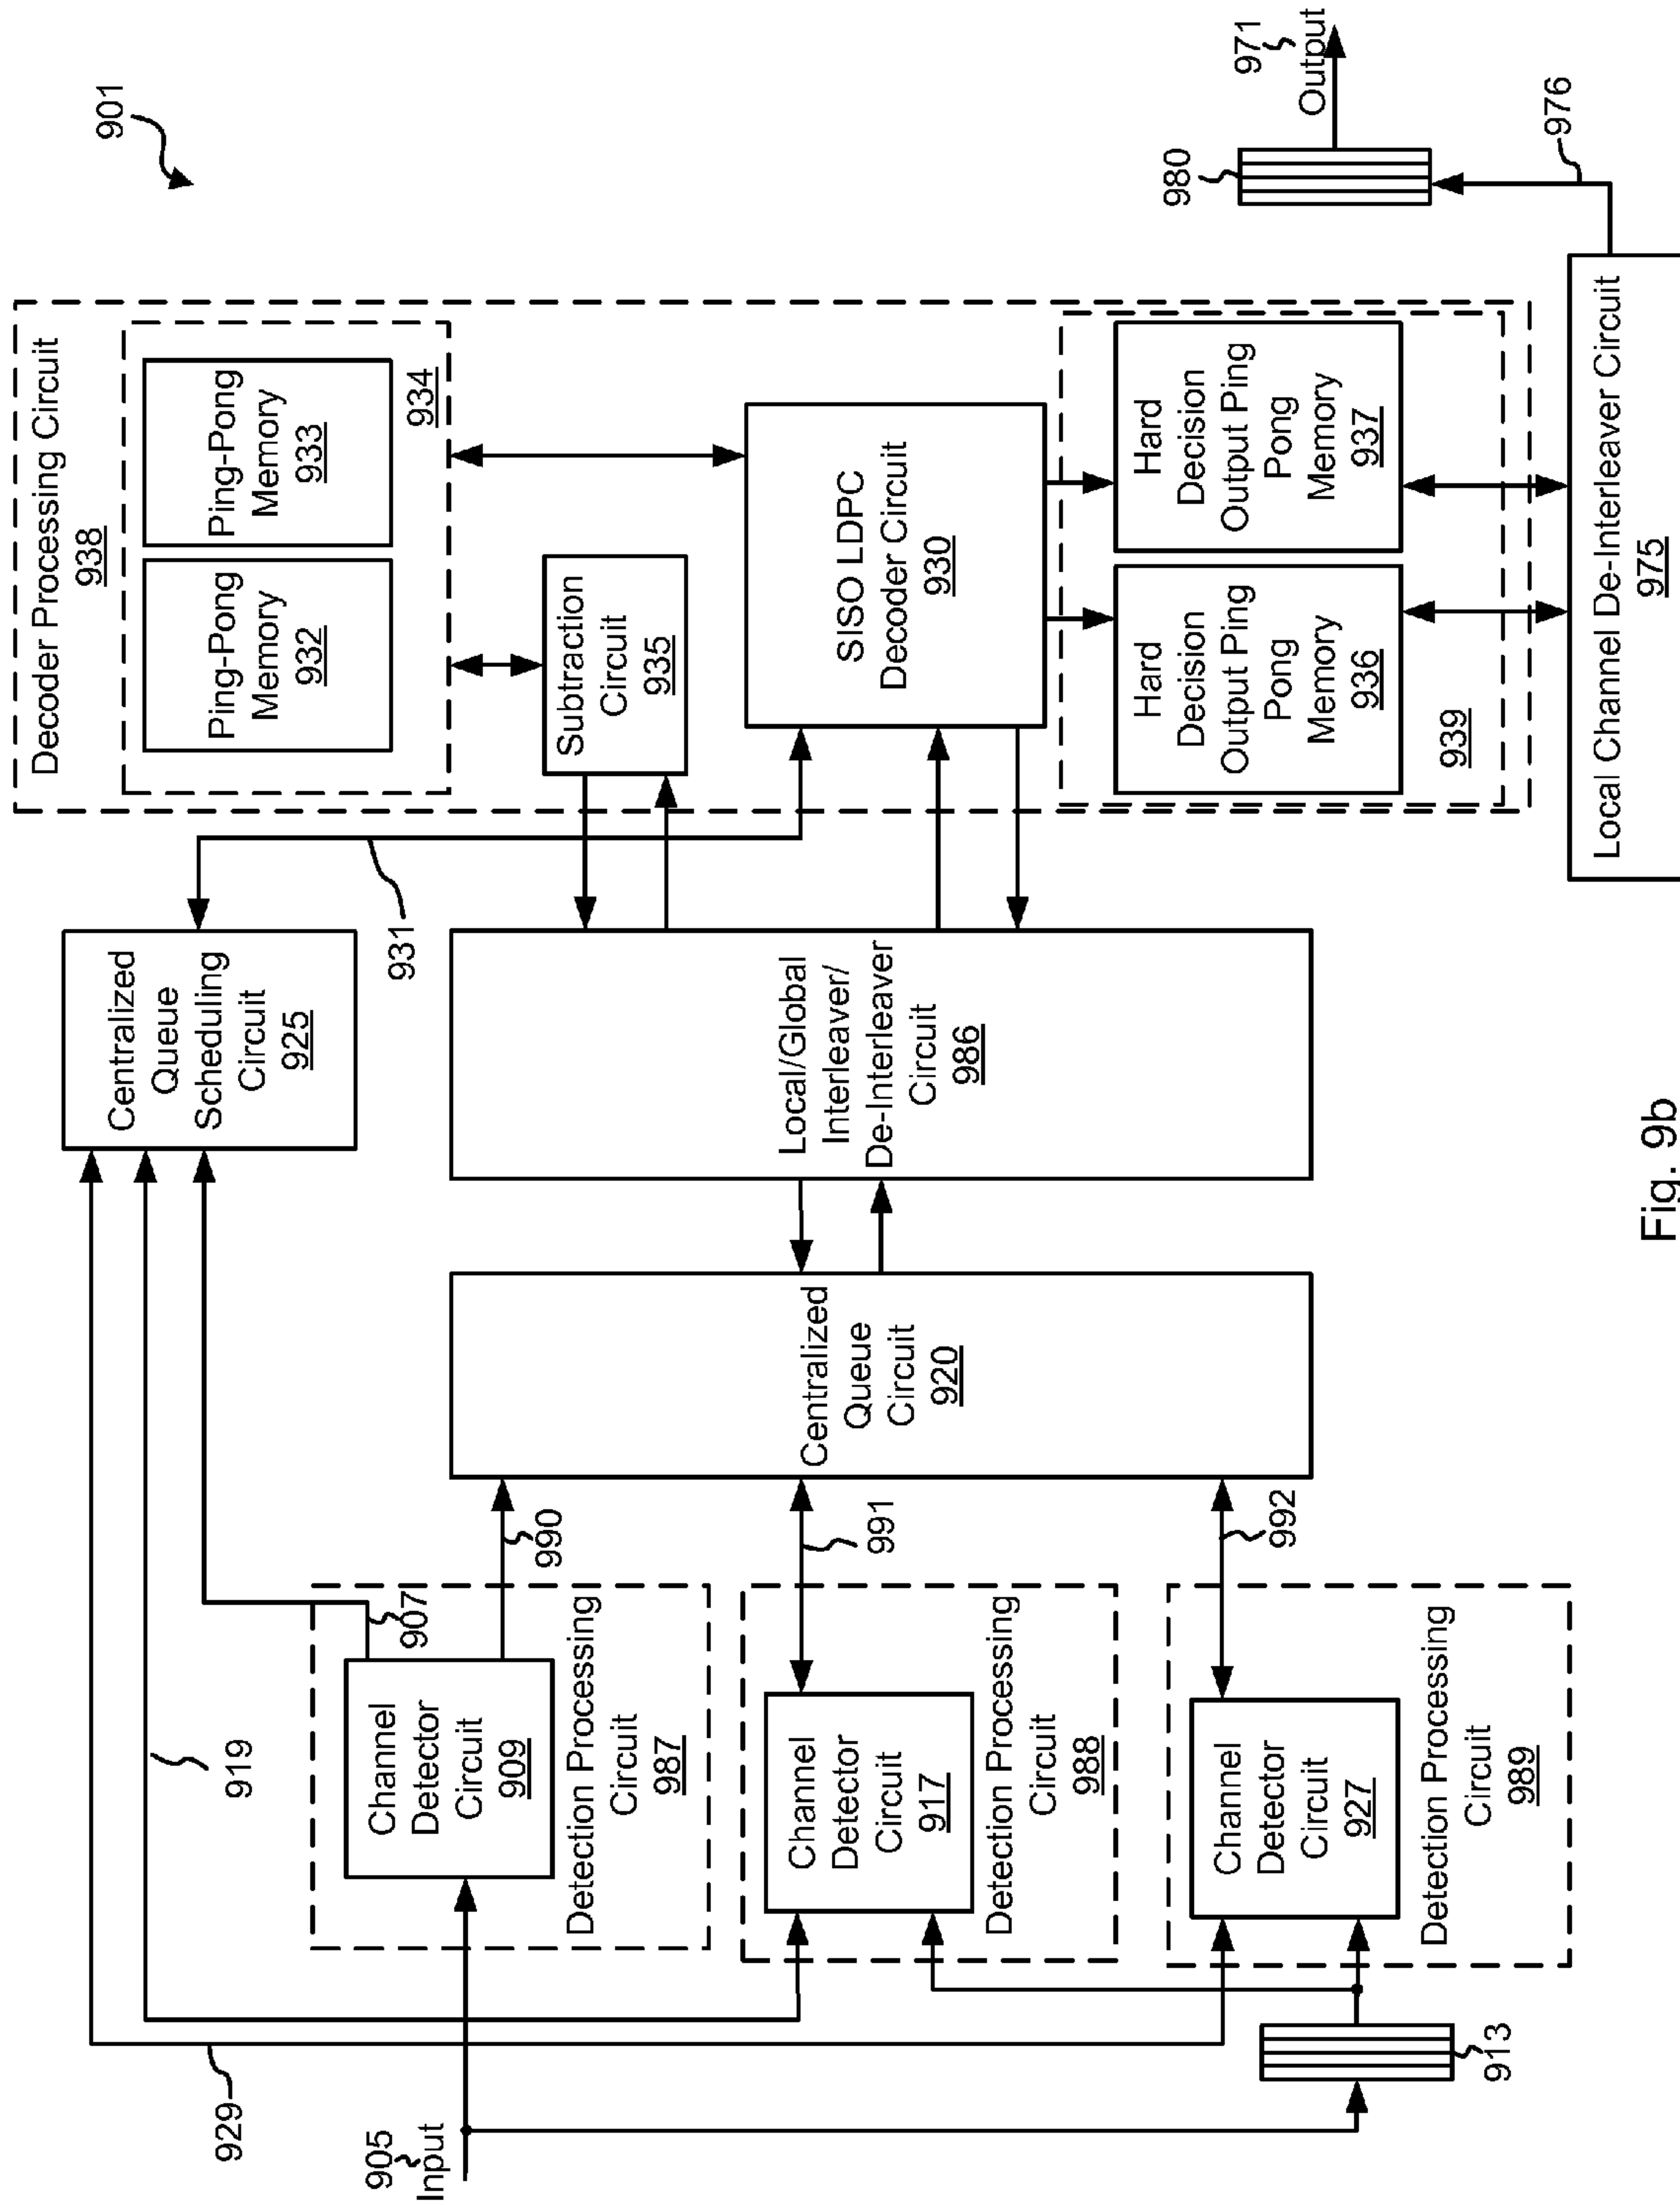 901
Decoder Processing Circuit
938
Ping-Pong
Memory
932
Ping-Pong
Memory
933
934
Subtraction
Circuit
935
SISO LDPC
Decoder Circuit
930
Hard
Decision
Output Ping
Pong
Memory
936
Hard
Decision
Output Ping
Pong
Memory
937
939
Local Channel De-Interleaver Circuit
975
976
980
971
Output
931
Centralized
Queue
Scheduling
Circuit
925
Local/Global
Interleaver/
De-Interleaver
Circuit
986
Centralized
Queue
Circuit
920
990
991
992
907
919
929
Channel
Detector
Circuit
909
Detection Processing
Circuit
987
Channel
Detector
Circuit
917
Detection Processing
Circuit
988
Channel
Detector
Circuit
927
Detection Processing
Circuit
989
905
Input
913
Fig. 9b